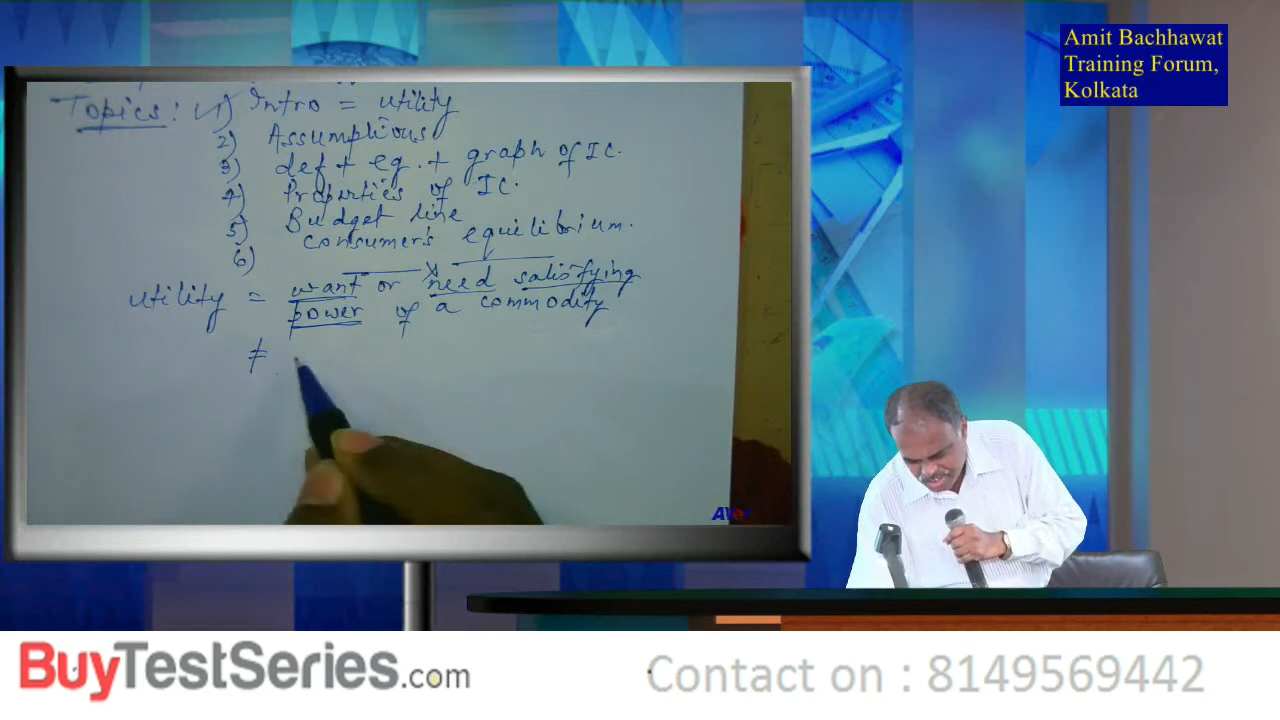 Amit Bachhawat
Training Forum,
Kolkata
Topics: 1) Intro = utility
2) Assumptions
3) def + eq. + graph of IC.
4) Properties of IC.
5) Budget line
6) consumer's equilibrium.
utility = want or need satisfying
power of a commodity
≠
AVer
BuyTestSeries.com
Contact on : 8149569442